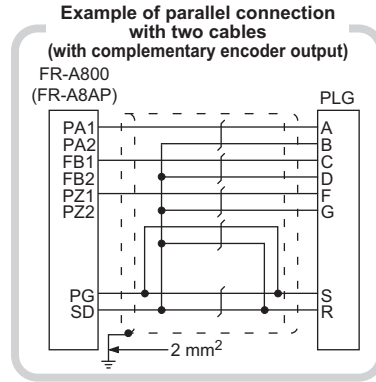 Example of parallel connection
with two cables
(with complementary encoder output)
FR-A800
(FR-A8AP)
PLG
PA1
PA2
FB1
FB2
PZ1
PZ2
PG
SD
A
B
C
D
F
G
S
R
2 mm²